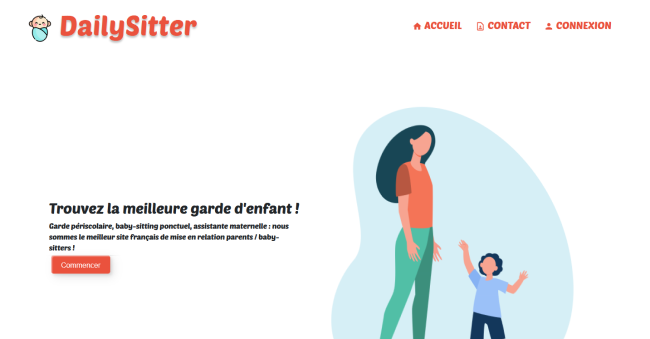 DailySitter
ACCUEIL CONTACT CONNEXION
Trouvez la meilleure garde d'enfant !
Garde périscolaire, baby-sitting ponctuel, assistante maternelle : nous
sommes le meilleur site français de mise en relation parents / baby-
sitters !
Commencer